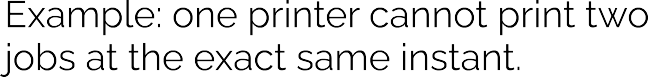 Example: one printer cannot print two
jobs at the exact same instant.